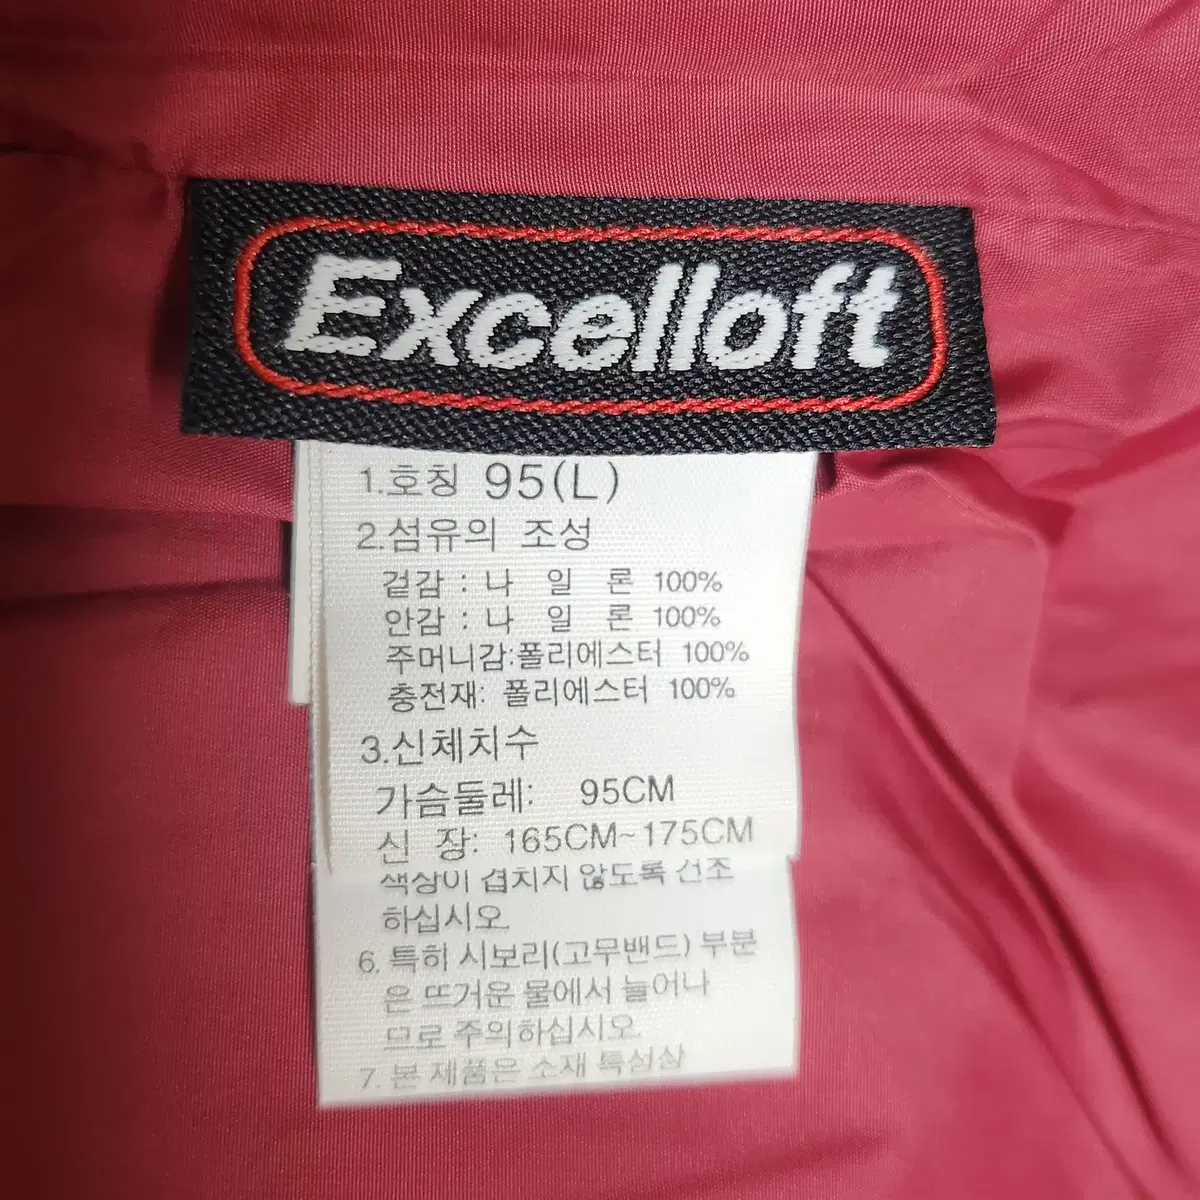 Excelloft
1.호칭 95(L)
2.섬유의 조성
겉감 : 나 일 론 100%
안감 : 나 일 론 100%
주머니감:폴리에스터 100%
충전재: 폴리에스터 100%
3.신체치수
가슴둘레: 95CM
신 장: 165CM~175CM
색상이 겹치지 않도록 건조
하십시오.
6. 특히 시보리(고무밴드) 부분
은 뜨거운 물에서 늘어나
므로 주의하십시오.
7. 본 제품은 소재 특성상